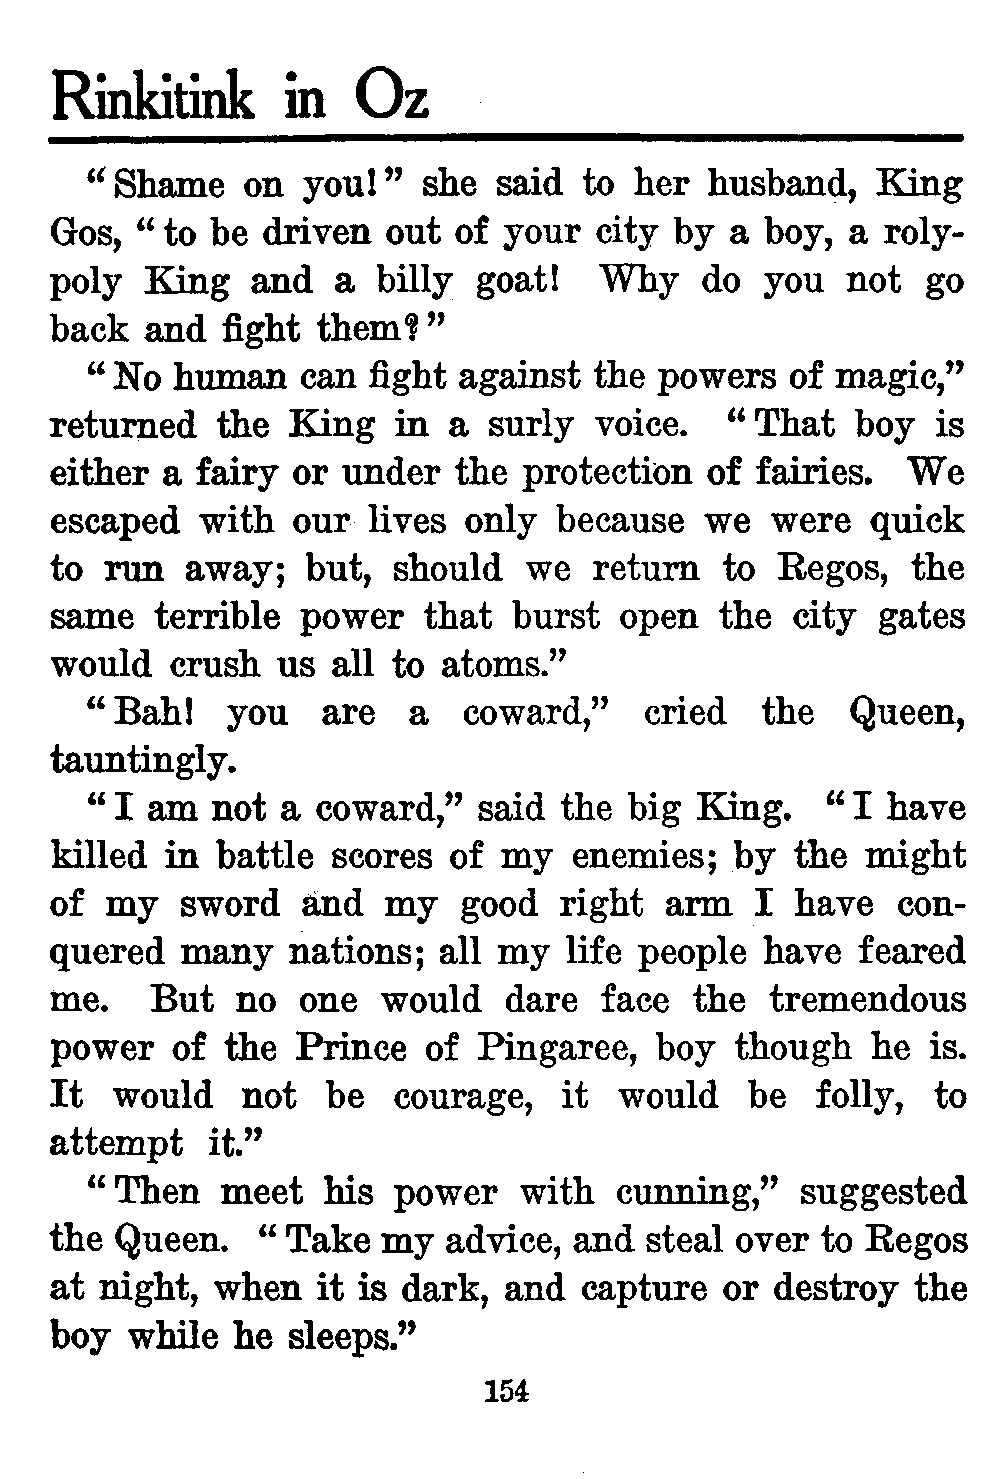 Rinkitink in Oz
“Shame on you!” she said to her husband, King
Gos, “to be driven out of your city by a boy, a roly-
poly King and a billy goat! Why do you not go
back and fight them?”
“No human can fight against the powers of magic,”
returned the King in a surly voice. “That boy is
either a fairy or under the protection of fairies. We
escaped with our lives only because we were quick
to run away; but, should we return to Regos, the
same terrible power that burst open the city gates
would crush us all to atoms.”
“Bah! you are a coward,” cried the Queen,
tauntingly.
“I am not a coward,” said the big King. “I have
killed in battle scores of my enemies; by the might
of my sword and my good right arm I have con-
quered many nations; all my life people have feared
me. But no one would dare face the tremendous
power of the Prince of Pingaree, boy though he is.
It would not be courage, it would be folly, to
attempt it.”
“Then meet his power with cunning,” suggested
the Queen. “Take my advice, and steal over to Regos
at night, when it is dark, and capture or destroy the
boy while he sleeps.”
154